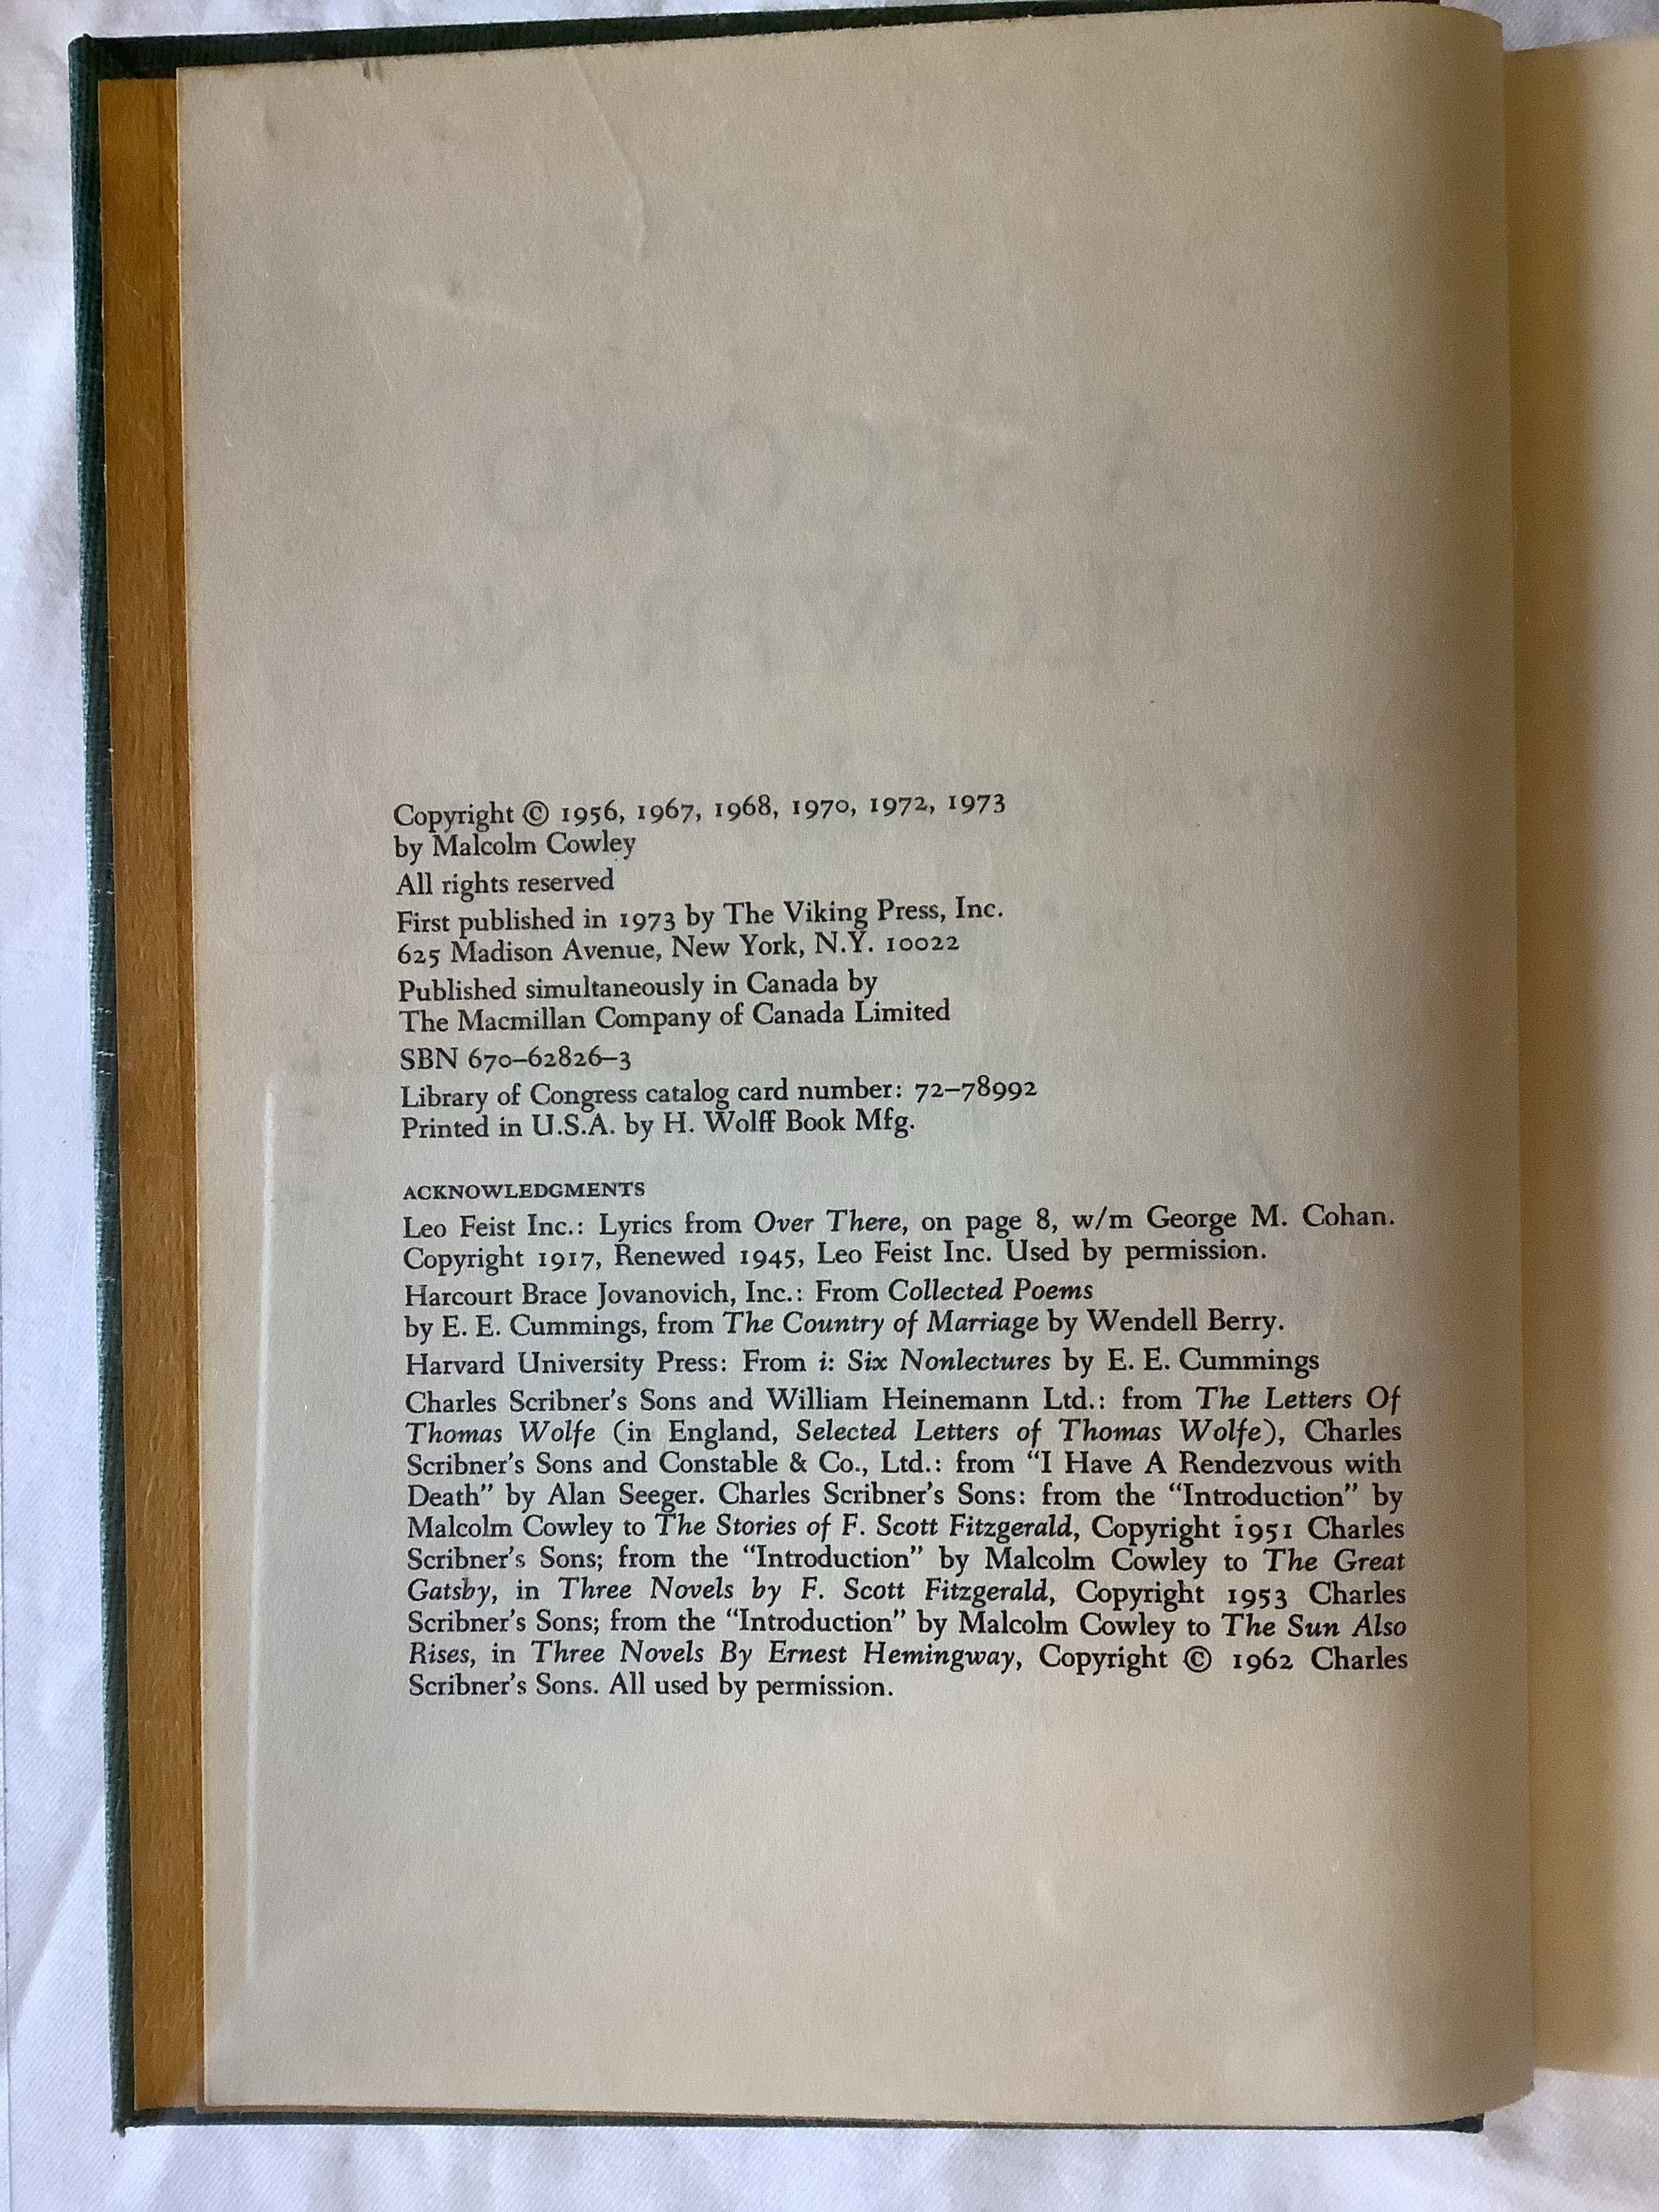 Copyright © 1956, 1967, 1968, 1970, 1972, 1973
by Malcolm Cowley
All rights reserved
First published in 1973 by The Viking Press, Inc.
625 Madison Avenue, New York, N.Y. 10022
Published simultaneously in Canada by
The Macmillan Company of Canada Limited
SBN 670–62826–3
Library of Congress catalog card number: 72–78992
Printed in U.S.A. by H. Wolff Book Mfg.
ACKNOWLEDGMENTS
Leo Feist Inc.: Lyrics from Over There, on page 8, w/m George M. Cohan.
Copyright 1917, Renewed 1945, Leo Feist Inc. Used by permission.
Harcourt Brace Jovanovich, Inc.: From Collected Poems
by E. E. Cummings, from The Country of Marriage by Wendell Berry.
Harvard University Press: From i: Six Nonlectures by E. E. Cummings
Charles Scribner's Sons and William Heinemann Ltd.: from The Letters Of
Thomas Wolfe (in England, Selected Letters of Thomas Wolfe), Charles
Scribner's Sons and Constable & Co., Ltd.: from “I Have A Rendezvous with
Death” by Alan Seeger. Charles Scribner's Sons: from the “Introduction” by
Malcolm Cowley to The Stories of F. Scott Fitzgerald, Copyright 1951 Charles
Scribner's Sons; from the “Introduction” by Malcolm Cowley to The Great
Gatsby, in Three Novels by F. Scott Fitzgerald, Copyright 1953 Charles
Scribner's Sons; from the “Introduction” by Malcolm Cowley to The Sun Also
Rises, in Three Novels By Ernest Hemingway, Copyright © 1962 Charles
Scribner's Sons. All used by permission.